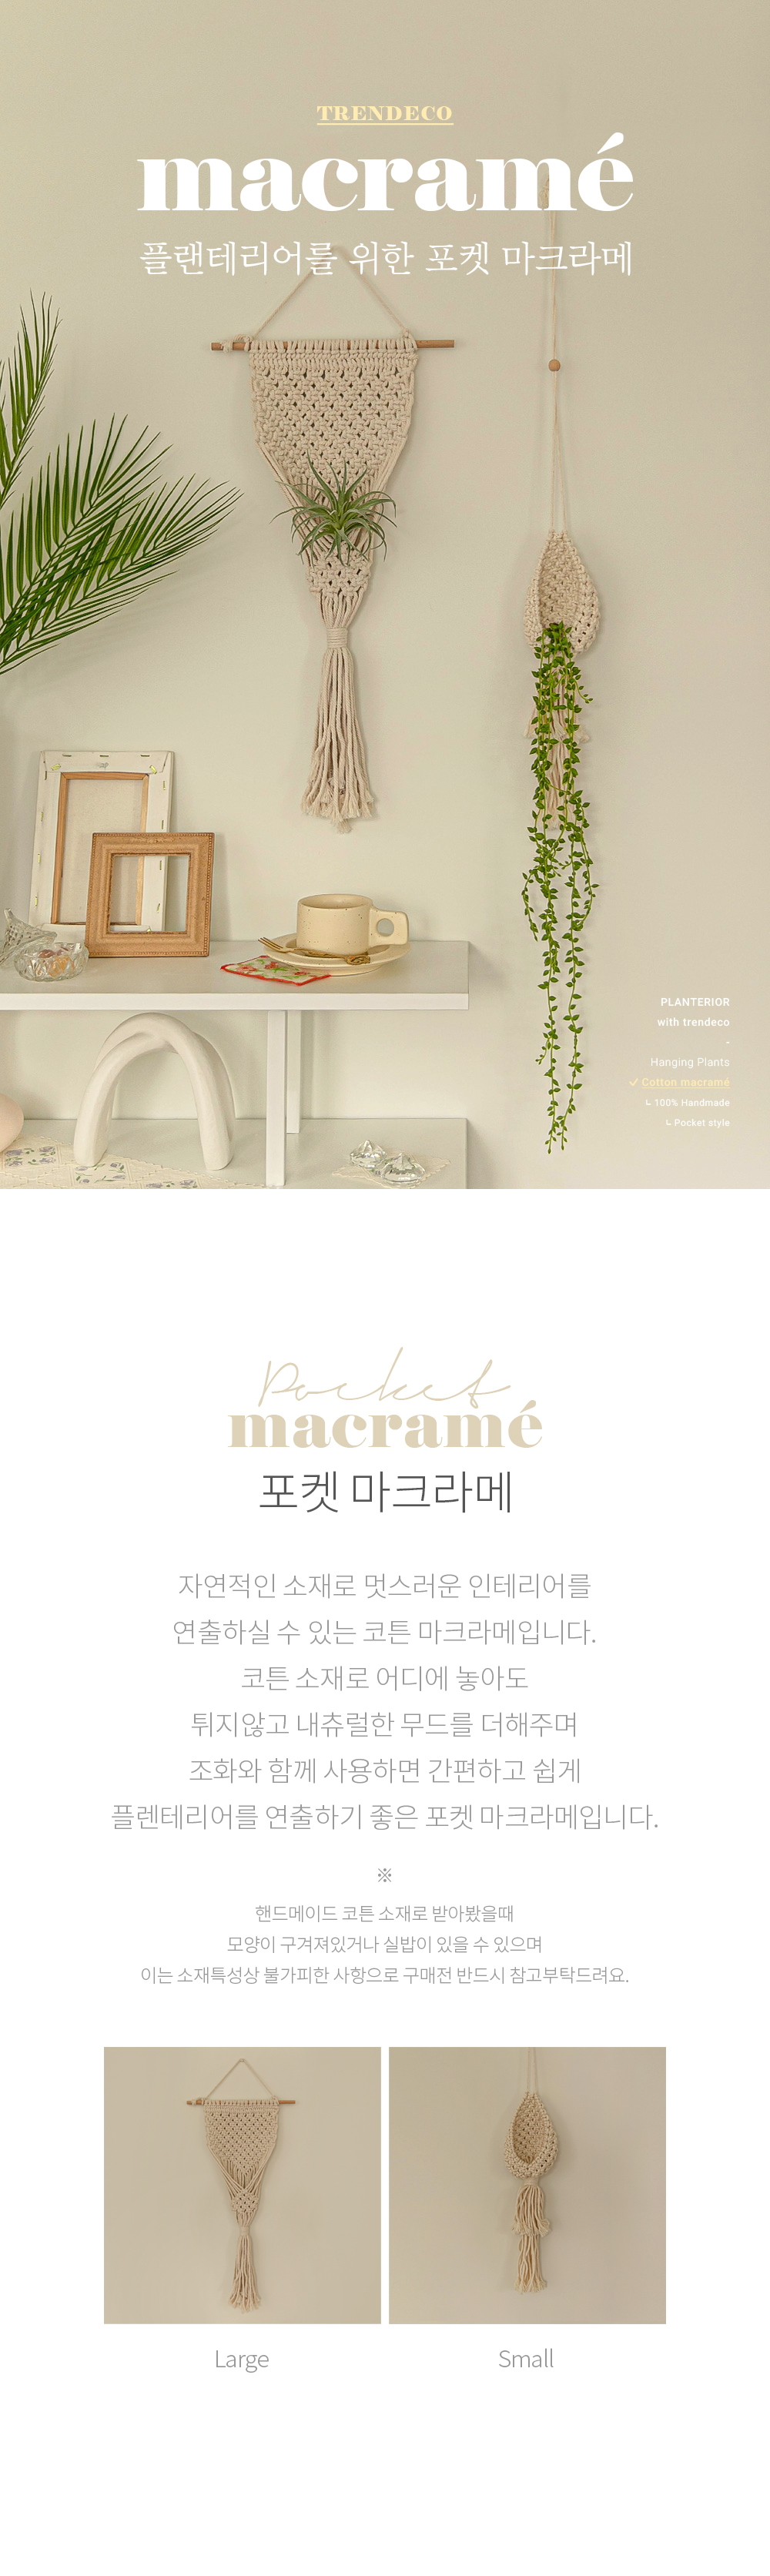 TRENDECO
macramé
플랜테리어를 위한 포켓 마크라메
PLANTERIOR
with trendeco
-
Hanging Plants
✓ Cotton macramé
ㄴ 100% Handmade
ㄴ Pocket style
Pocket
macramé
포켓 마크라메
자연적인 소재로 멋스러운 인테리어를
연출하실 수 있는 코튼 마크라메입니다.
코튼 소재로 어디에 놓아도
튀지않고 내츄럴한 무드를 더해주며
조화와 함께 사용하면 간편하고 쉽게
플렌테리어를 연출하기 좋은 포켓 마크라메입니다.
※
핸드메이드 코튼 소재로 받아봤을때
모양이 구겨져있거나 실밥이 있을 수 있으며
이는 소재특성상 불가피한 사항으로 구매전 반드시 참고부탁드려요.
Large
Small